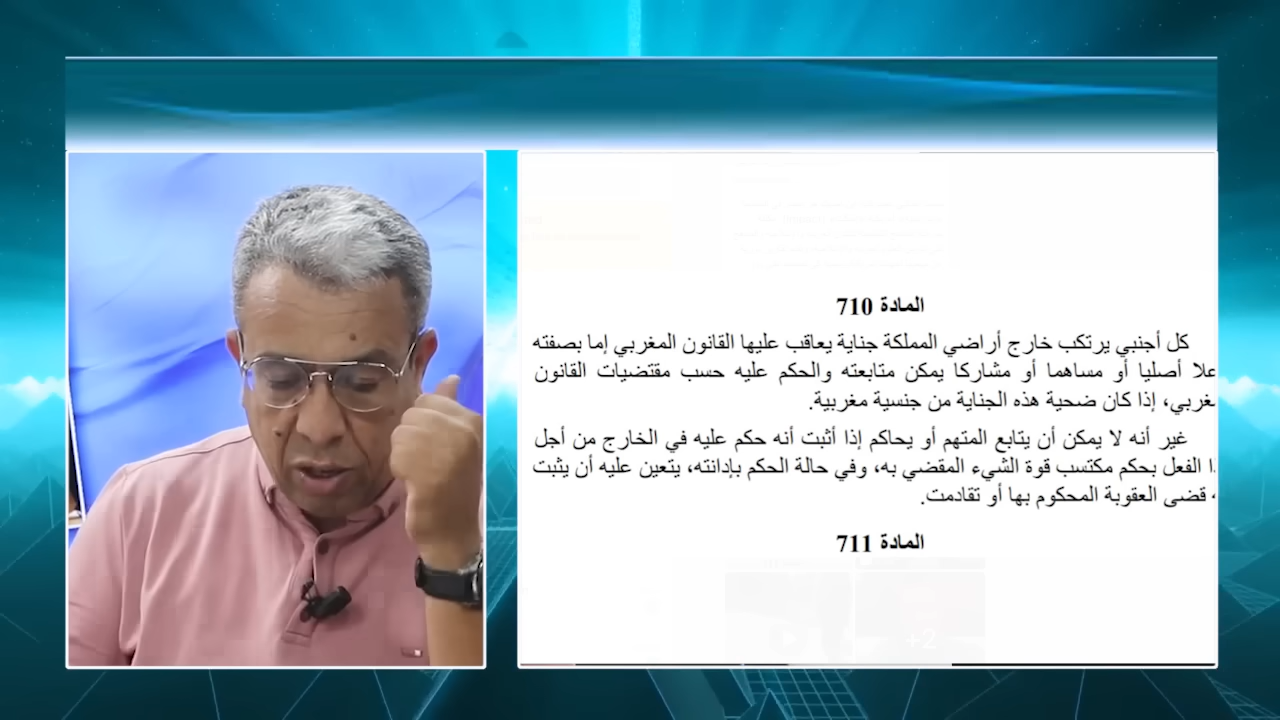 المادة 710
كل أجنبي يرتكب خارج أراضي المملكة جناية يعاقب عليها القانون المغربي إما بصفته
علا أصليا أو مساهما أو مشاركا يمكن متابعته والحكم عليه حسب مقتضيات القانون
غربي، إذا كان ضحية هذه الجناية من جنسية مغربية.
غير أنه لا يمكن أن يتابع المتهم أو يحاكم إذا أثبت أنه حكم عليه في الخارج من أجل
ا الفعل بحكم مكتسب قوة الشيء المقضي به، وفي حالة الحكم بإدانته، يتعين عليه أن يثبت
ه قضى العقوبة المحكوم بها أو تقادمت.
المادة 711
+2